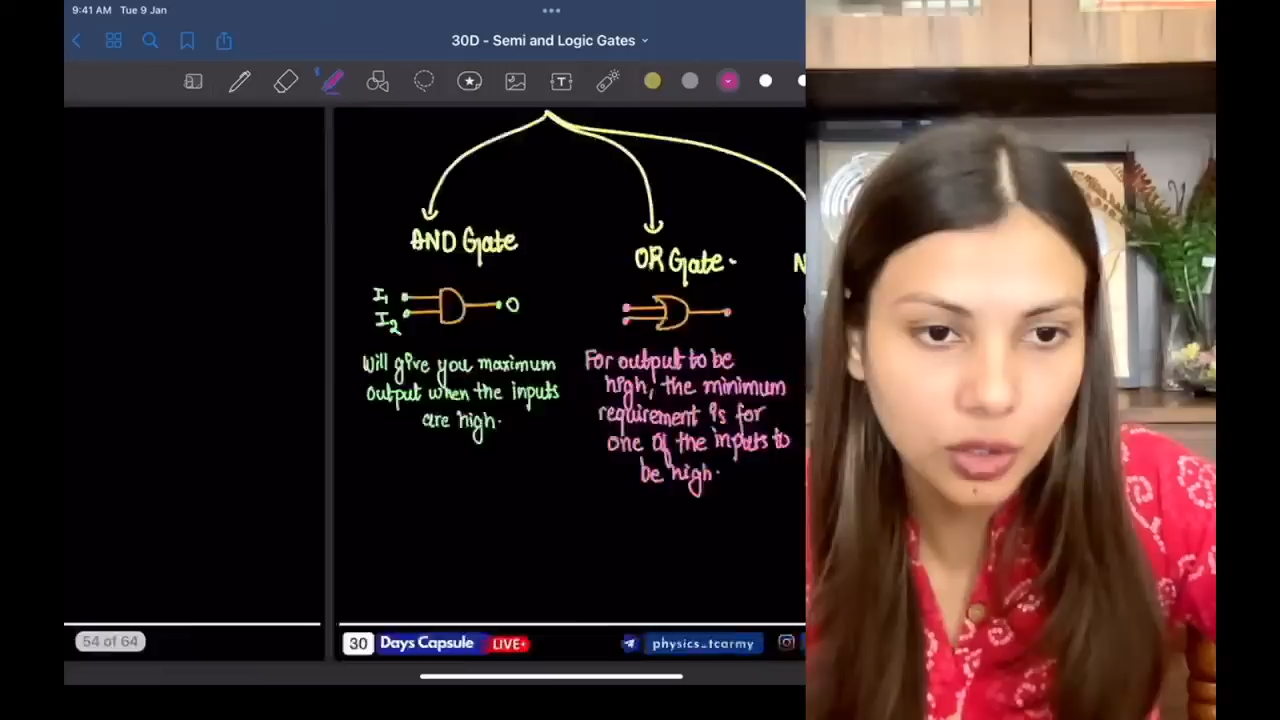 9:41 AM Tue 9 Jan
30D - Semi and Logic Gates
T
AND Gate
OR Gate.
N
I1
I2
O
Will give you maximum
output when the inputs
are high.
For output to be
high, the minimum
requirement is for
one of the inputs to
be high.
54 of 64
30 Days Capsule LIVE+
physics_tcarmy